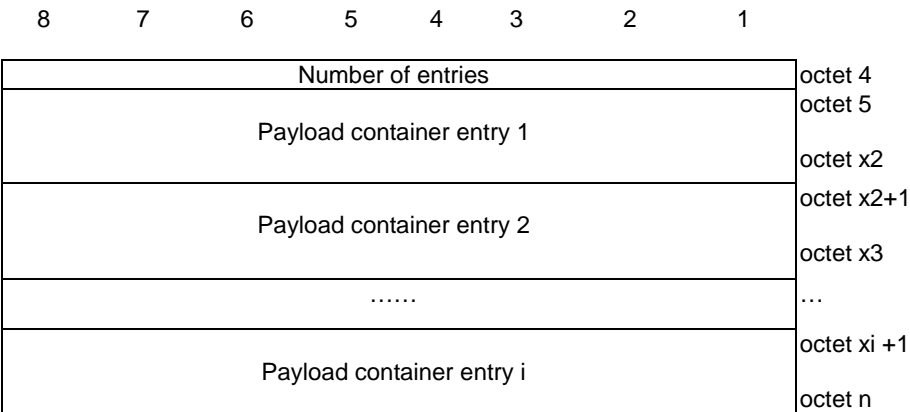 8 7 6 5 4 3 2 1
Number of entries octet 4
octet 5
Payload container entry 1
octet x2
octet x2+1
Payload container entry 2
octet x3
…… …
octet xi +1
Payload container entry i
octet n